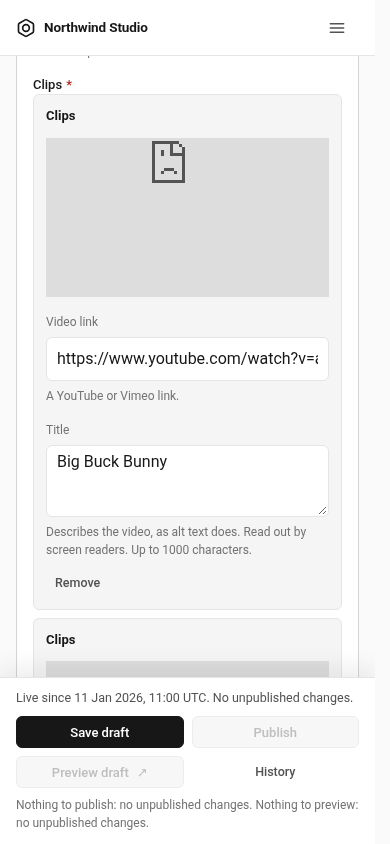 Northwind Studio
Clips *
Clips
Video link
https://www.youtube.com/watch?v=
A YouTube or Vimeo link.
Title
Big Buck Bunny
Describes the video, as alt text does. Read out by
screen readers. Up to 1000 characters.
Remove
Clips
Live since 11 Jan 2026, 11:00 UTC. No unpublished changes.
Save draft
Publish
Preview draft ↗
History
Nothing to publish: no unpublished changes. Nothing to preview:
no unpublished changes.